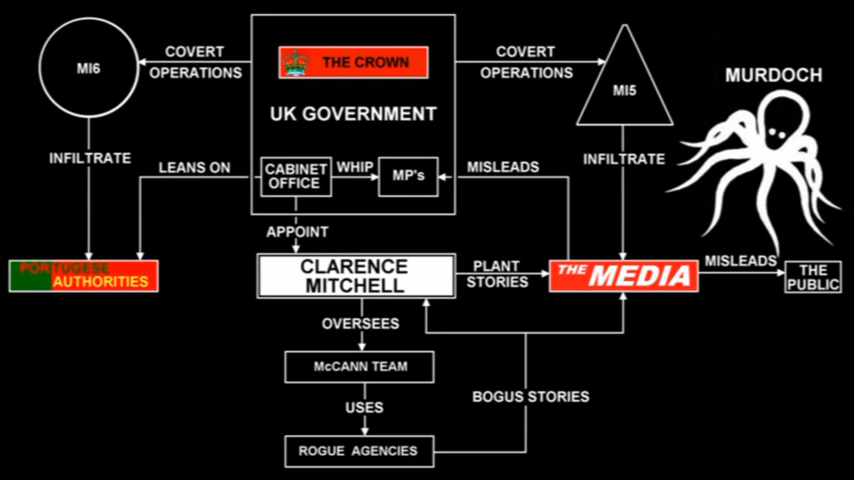 MURDOCH
COVERT
OPERATIONS
THE CROWN
COVERT
OPERATIONS
MI6
MI5
UK GOVERNMENT
INFILTRATE
LEANS ON
CABINET
OFFICE
WHIP
MP's
MISLEADS
INFILTRATE
APPOINT
PORTUGESE
AUTHORITIES
CLARENCE
MITCHELL
PLANT
STORIES
THE MEDIA
MISLEADS
THE
PUBLIC
OVERSEES
McCANN TEAM
USES
BOGUS STORIES
ROGUE AGENCIES